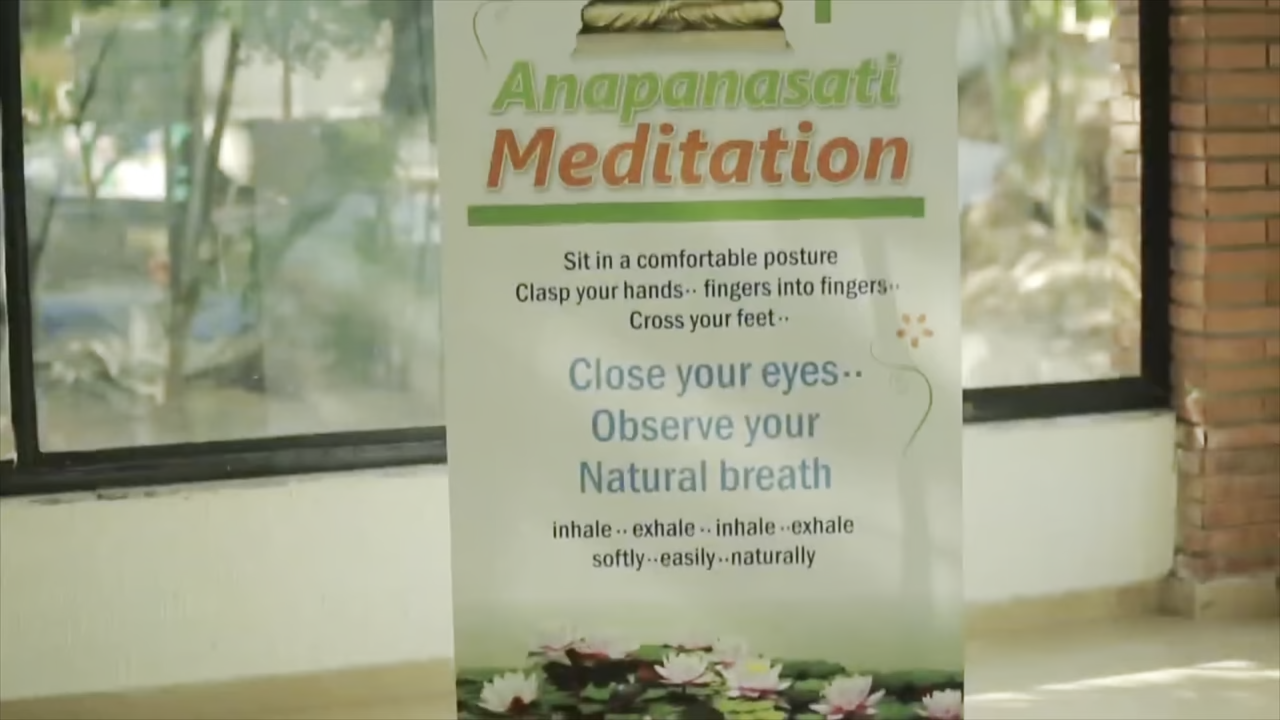 Anapanasati
Meditation
Sit in a comfortable posture
Clasp your hands·· fingers into fingers··
Cross your feet··
Close your eyes··
Observe your
Natural breath
inhale·· exhale·· inhale··exhale
softly··easily··naturally